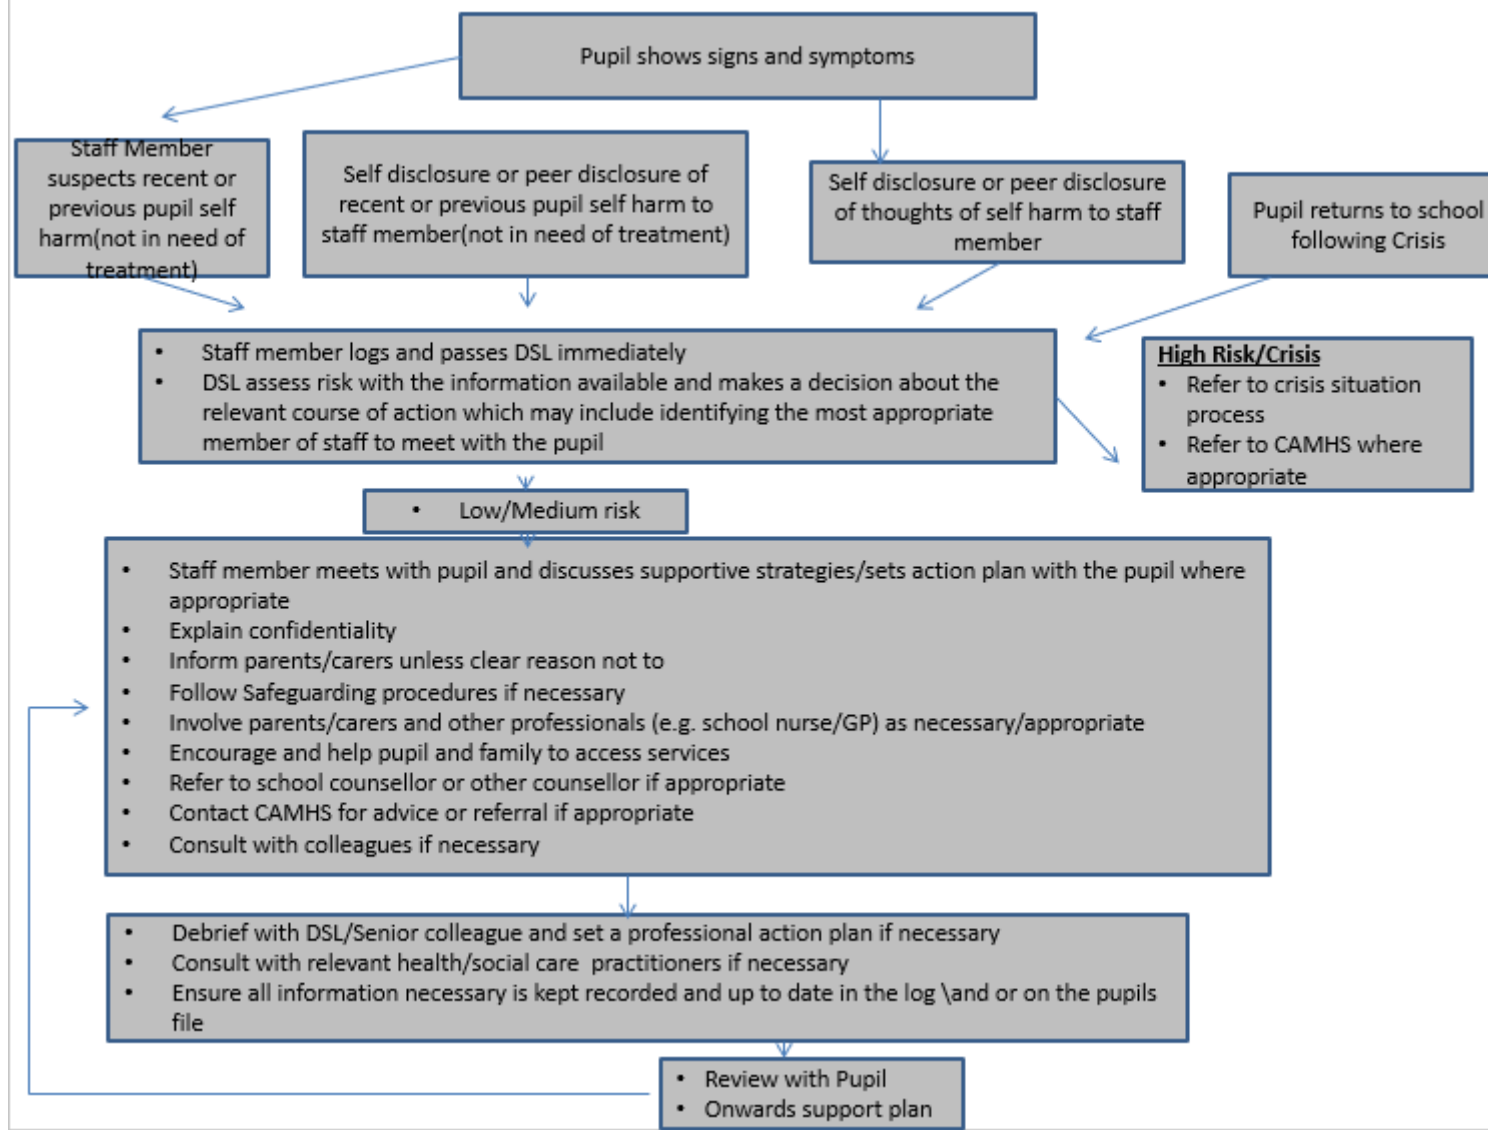 Pupil shows signs and symptoms
Staff Member
suspects recent or
previous pupil self
harm(not in need of
treatment)
Self disclosure or peer disclosure of
recent or previous pupil self harm to
staff member(not in need of treatment)
Self disclosure or peer disclosure
of thoughts of self harm to staff
member
Pupil returns to school
following Crisis
• Staff member logs and passes DSL immediately
• DSL assess risk with the information available and makes a decision about the
relevant course of action which may include identifying the most appropriate
member of staff to meet with the pupil
High Risk/Crisis
• Refer to crisis situation
process
• Refer to CAMHS where
appropriate
• Low/Medium risk
• Staff member meets with pupil and discusses supportive strategies/sets action plan with the pupil where
appropriate
• Explain confidentiality
• Inform parents/carers unless clear reason not to
• Follow Safeguarding procedures if necessary
• Involve parents/carers and other professionals (e.g. school nurse/GP) as necessary/appropriate
• Encourage and help pupil and family to access services
• Refer to school counsellor or other counsellor if appropriate
• Contact CAMHS for advice or referral if appropriate
• Consult with colleagues if necessary
• Debrief with DSL/Senior colleague and set a professional action plan if necessary
• Consult with relevant health/social care practitioners if necessary
• Ensure all information necessary is kept recorded and up to date in the log \and or on the pupils
file
• Review with Pupil
• Onwards support plan